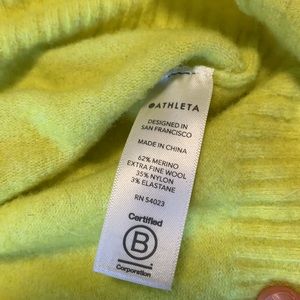 ATHLETA
DESIGNED IN
SAN FRANCISCO
MADE IN CHINA
62% MERINO
EXTRA FINE WOOL
35% NYLON
3% ELASTANE
RN 54023
Certified
B
Corporation